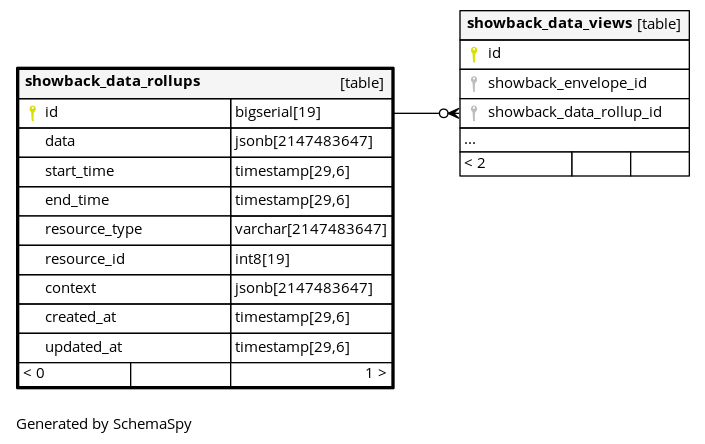 showback_data_views [table]
id
showback_envelope_id
showback_data_rollup_id
...
< 2
showback_data_rollups [table]
id bigserial[19]
data jsonb[2147483647]
start_time timestamp[29,6]
end_time timestamp[29,6]
resource_type varchar[2147483647]
resource_id int8[19]
context jsonb[2147483647]
created_at timestamp[29,6]
updated_at timestamp[29,6]
< 0 1 >
Generated by SchemaSpy